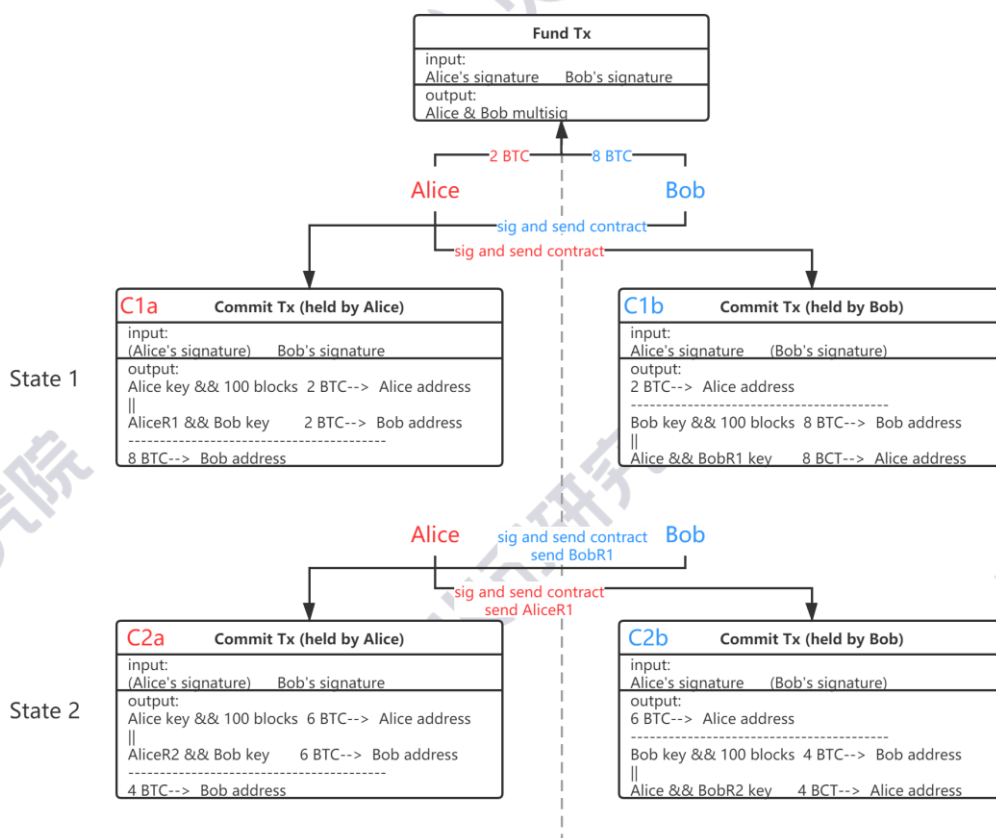 Fund Tx
input:
Alice's signature Bob's signature
output:
Alice & Bob multisig
2 BTC 8 BTC
Alice Bob
sig and send contract
sig and send contract
C1a Commit Tx (held by Alice)
input:
(Alice's signature) Bob's signature
output:
Alice key && 100 blocks 2 BTC--> Alice address
||
AliceR1 && Bob key 2 BTC--> Bob address
-----------------------------------------
8 BTC--> Bob address
C1b Commit Tx (held by Bob)
input:
Alice's signature (Bob's signature)
output:
2 BTC--> Alice address
-----------------------------------------
Bob key && 100 blocks 8 BTC--> Bob address
||
Alice && BobR1 key 8 BCT--> Alice address
State 1
Alice Bob
sig and send contract
send BobR1
sig and send contract
send AliceR1
C2a Commit Tx (held by Alice)
input:
(Alice's signature) Bob's signature
output:
Alice key && 100 blocks 6 BTC--> Alice address
||
AliceR2 && Bob key 6 BTC--> Bob address
-----------------------------------------
4 BTC--> Bob address
C2b Commit Tx (held by Bob)
input:
Alice's signature (Bob's signature)
output:
6 BTC--> Alice address
-----------------------------------------
Bob key && 100 blocks 4 BTC--> Bob address
||
Alice && BobR2 key 4 BCT--> Alice address
State 2
究院